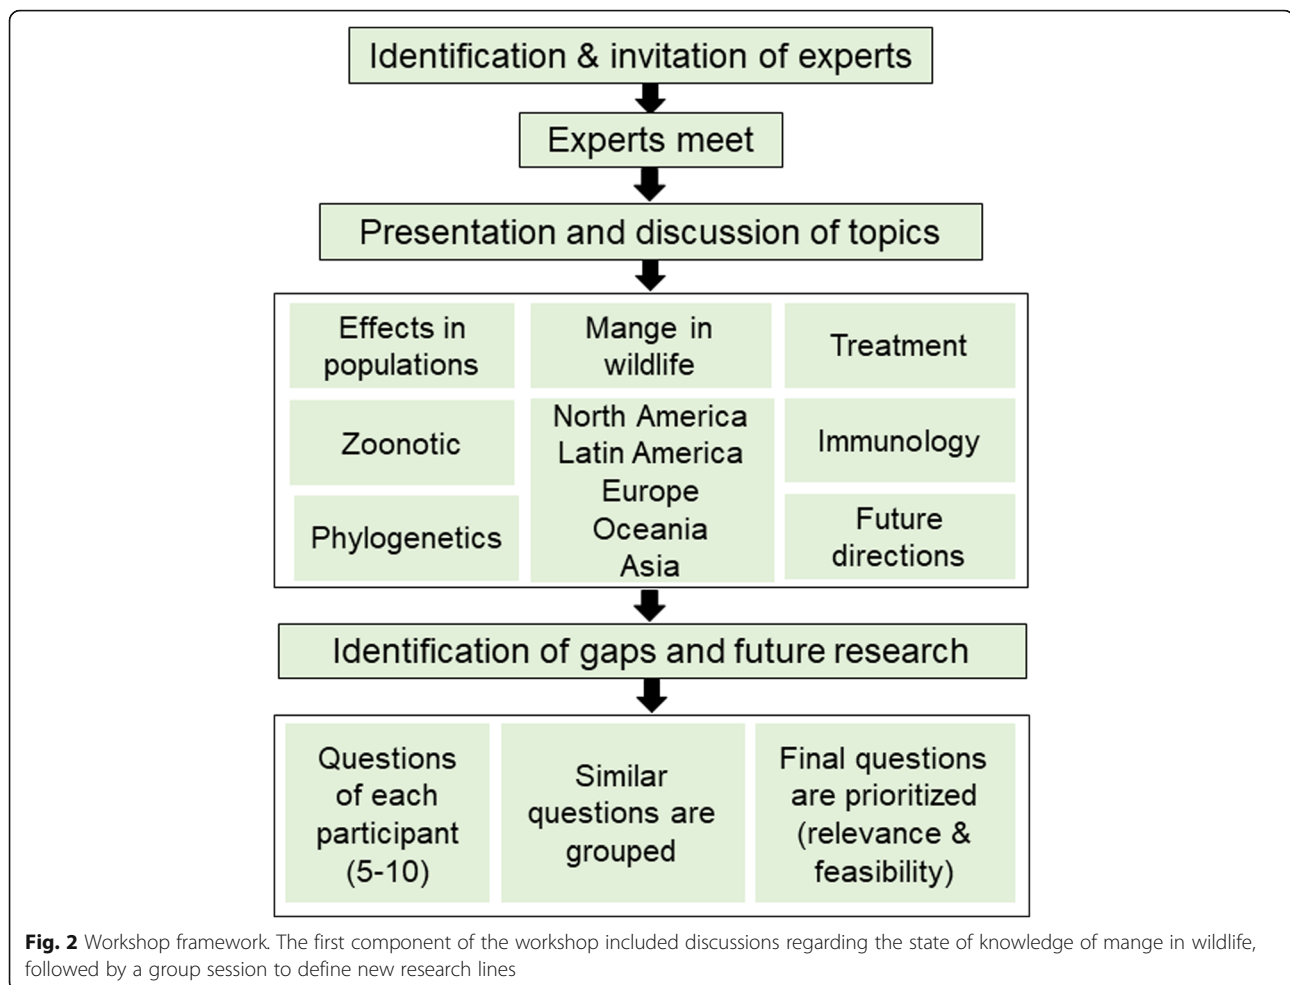 Identification & invitation of experts
Experts meet
Presentation and discussion of topics
Effects in
populations
Mange in
wildlife
Treatment
Zoonotic
North America
Latin America
Europe
Oceania
Asia
Immunology
Phylogenetics
Future
directions
Identification of gaps and future research
Questions
of each
participant
(5-10)
Similar
questions are
grouped
Final questions
are prioritized
(relevance &
feasibility)
Fig. 2 Workshop framework. The first component of the workshop included discussions regarding the state of knowledge of mange in wildlife,
followed by a group session to define new research lines